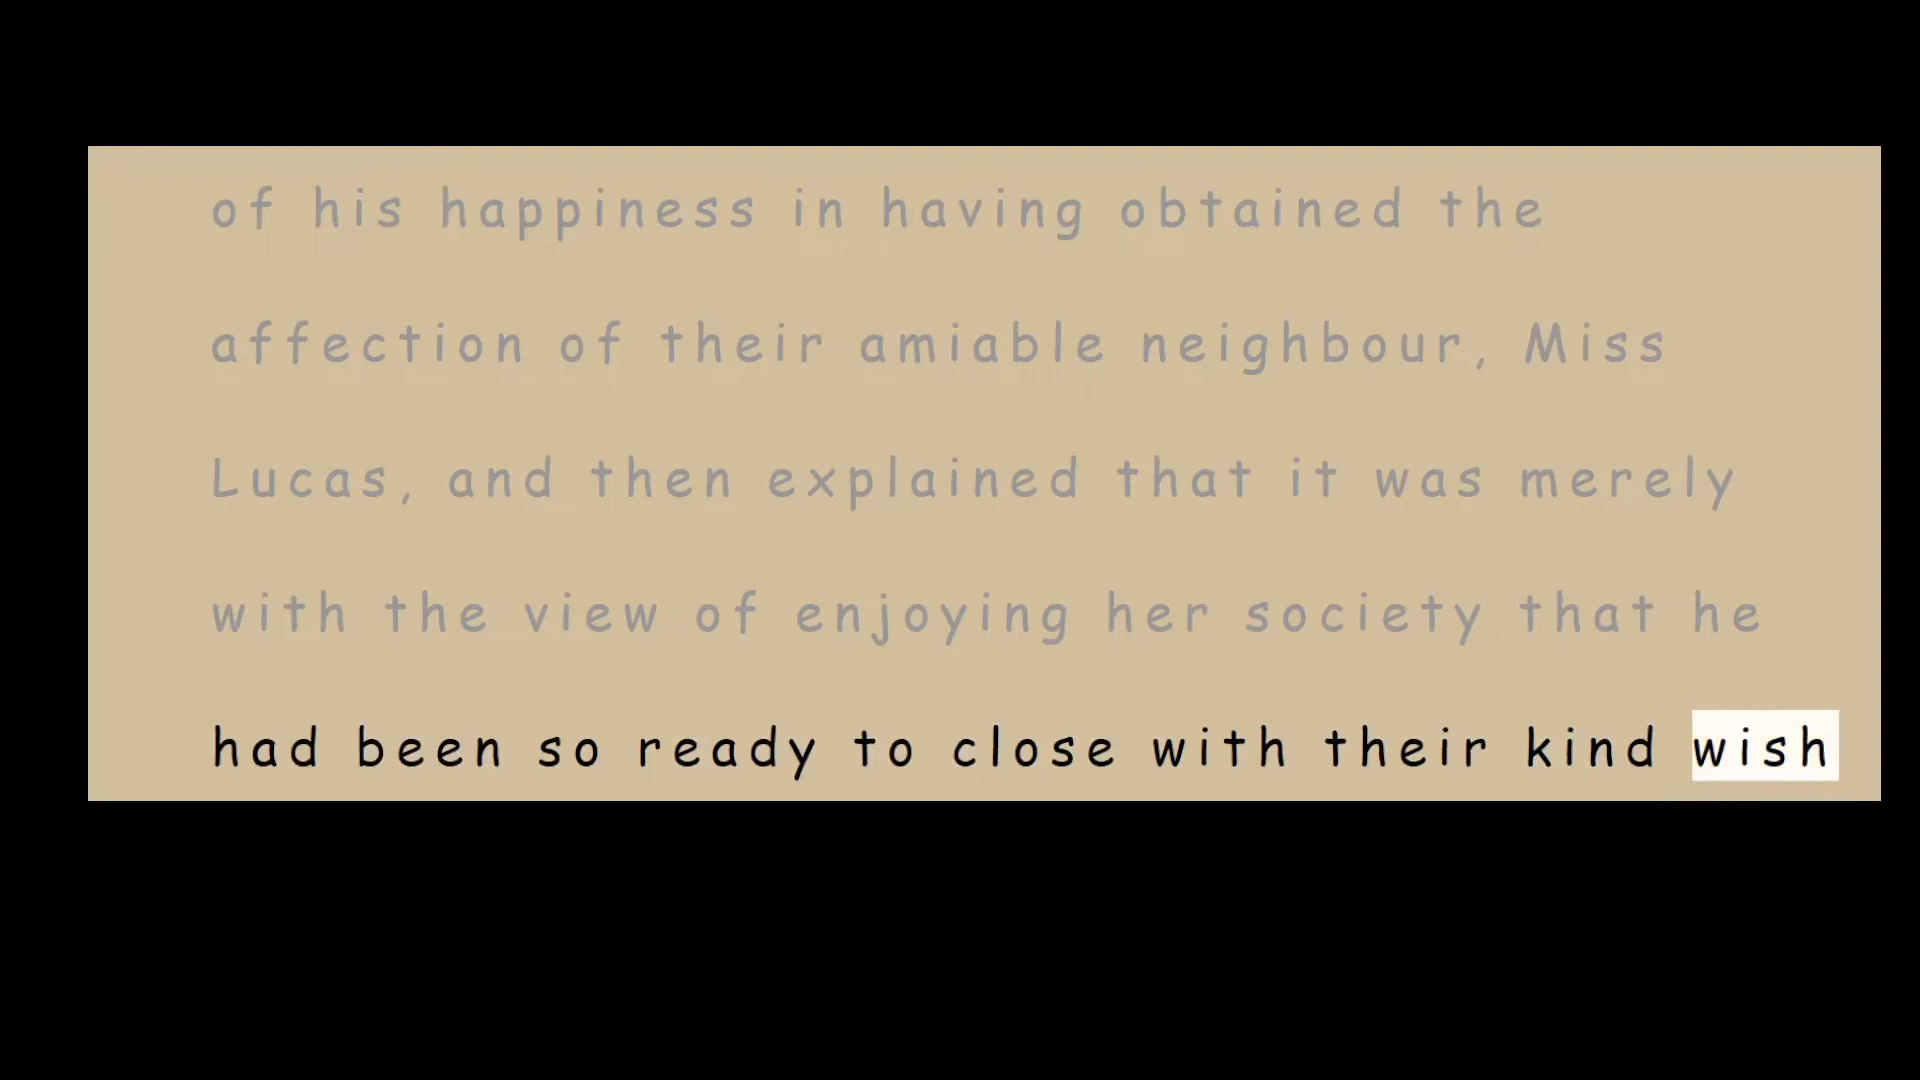 of his happiness in having obtained the
affection of their amiable neighbour, Miss
Lucas, and then explained that it was merely
with the view of enjoying her society that he
had been so ready to close with their kind wish